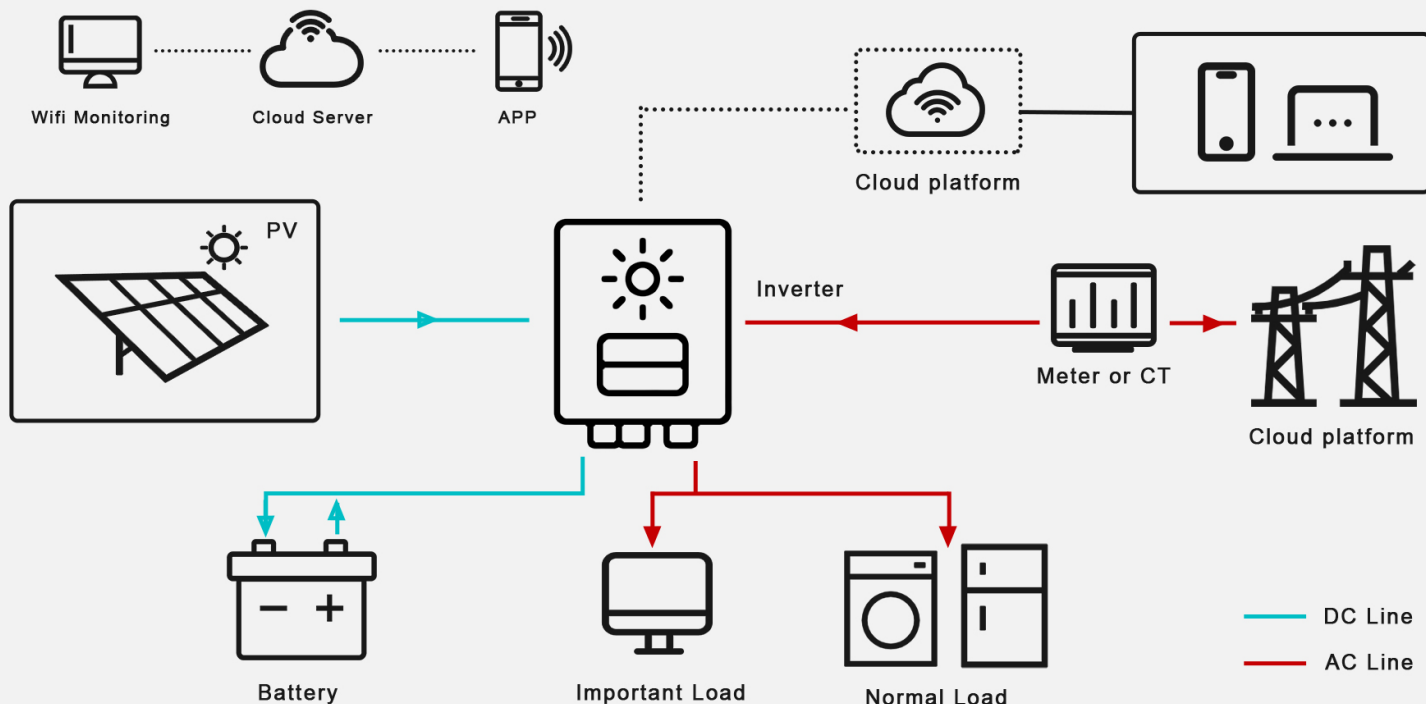 Wifi Monitoring
Cloud Server
APP
Cloud platform
PV
Inverter
Meter or CT
Cloud platform
Battery
Important Load
Normal Load
DC Line
AC Line